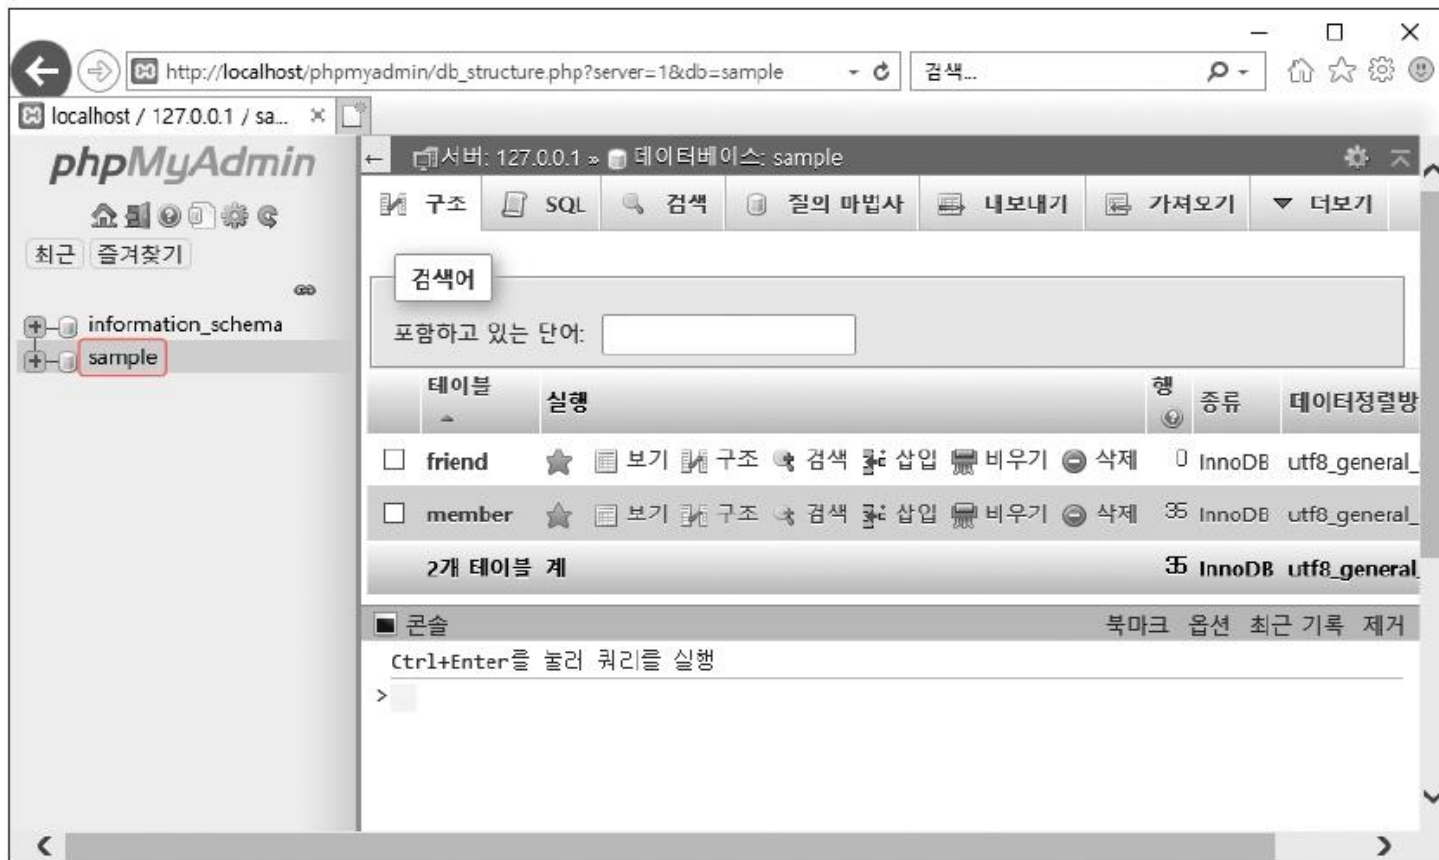 http://localhost/phpmyadmin/db_structure.php?server=1&db=sample 검색...
localhost / 127.0.0.1 / sa...
phpMyAdmin
서버: 127.0.0.1 » 데이터베이스: sample
구조 SQL 검색 질의 마법사 내보내기 가져오기 더보기
최근 즐겨찾기
information_schema
sample
검색어
포함하고 있는 단어:
테이블 실행 행 종류 데이터정렬방
friend 보기 구조 검색 삽입 비우기 삭제 0 InnoDB utf8_general_
member 보기 구조 검색 삽입 비우기 삭제 35 InnoDB utf8_general_
2개 테이블 계 35 InnoDB utf8_general_
콘솔 북마크 옵션 최근 기록 제거
Ctrl+Enter를 눌러 쿼리를 실행
>